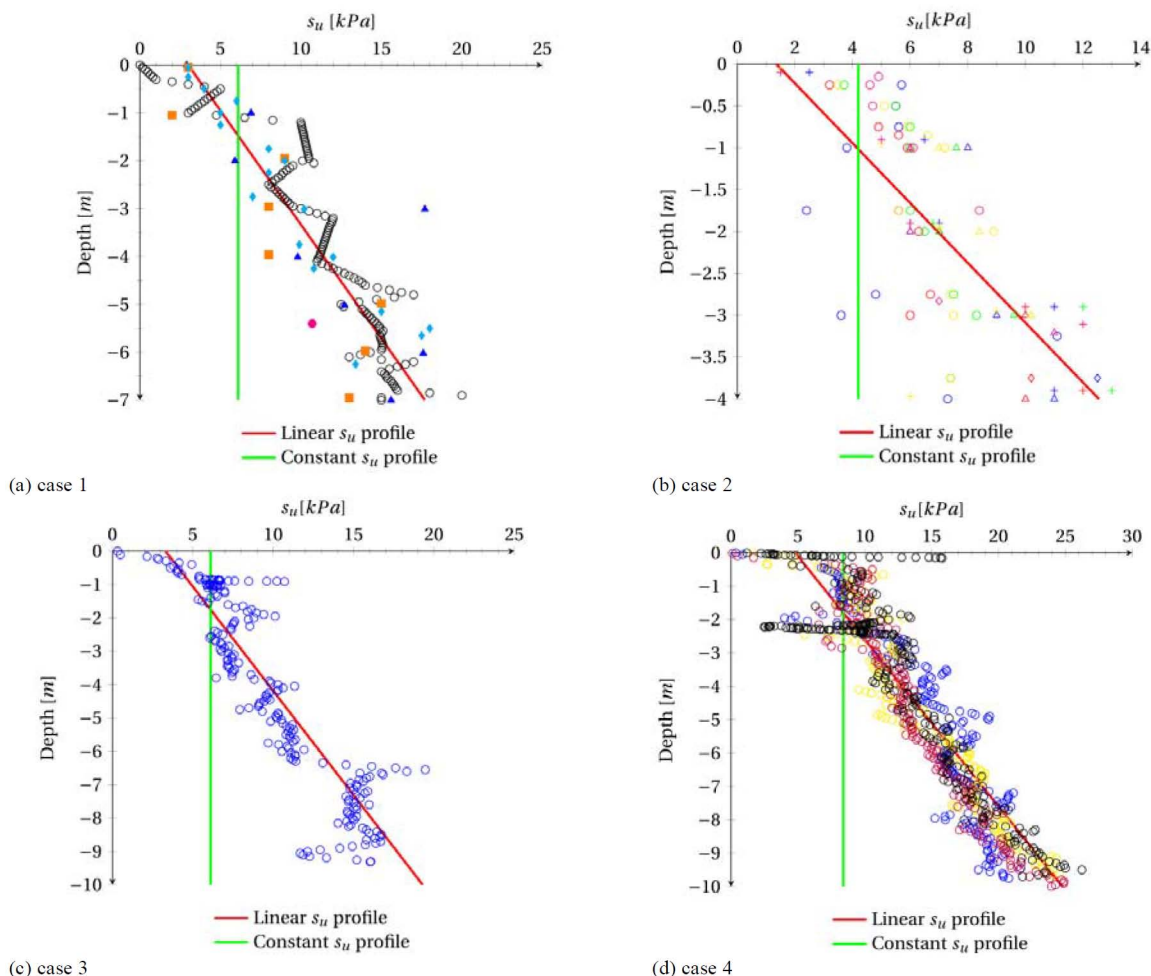 s_u [kPa]
0 5 10 15 20 25
0
−1
−2
−3
−4
−5
−6
−7
Depth [m]
Linear s_u profile
Constant s_u profile
(a) case 1
s_u [kPa]
0 2 4 6 8 10 12 14
0
−0.5
−1
−1.5
−2
−2.5
−3
−3.5
−4
Depth [m]
Linear s_u profile
Constant s_u profile
(b) case 2
s_u[kPa]
0 5 10 15 20 25
0
−1
−2
−3
−4
−5
−6
−7
−8
−9
−10
Depth [m]
Linear s_u profile
Constant s_u profile
(c) case 3
s_u[kPa]
0 5 10 15 20 25 30
0
−1
−2
−3
−4
−5
−6
−7
−8
−9
−10
Depth [m]
Linear s_u profile
Constant s_u profile
(d) case 4